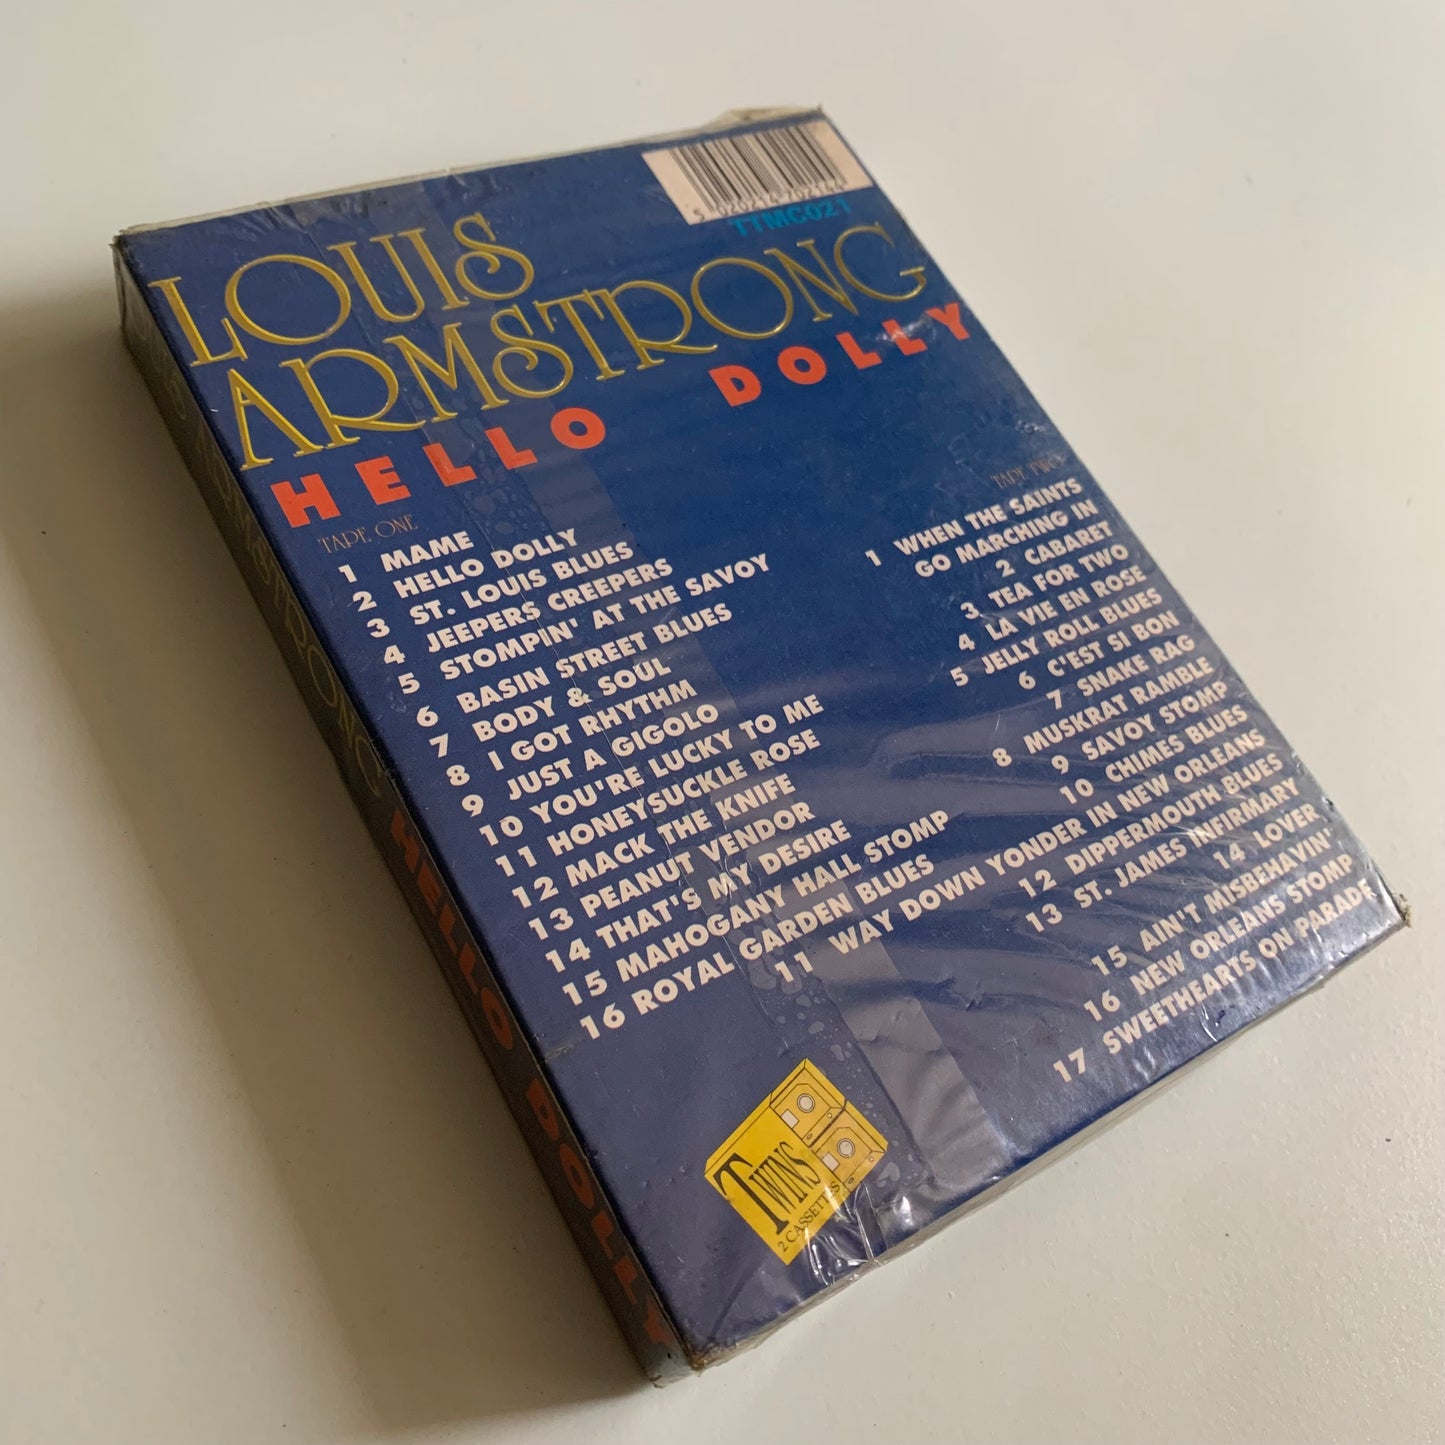 5 020214 202144
TTMC021
LOUIS
ARMSTRONG
HELLO DOLLY
TAPE ONE
1 MAME
2 HELLO DOLLY
3 ST. LOUIS BLUES
4 JEEPERS CREEPERS
5 STOMPIN' AT THE SAVOY
6 BASIN STREET BLUES
7 BODY & SOUL
8 I GOT RHYTHM
9 JUST A GIGOLO
10 YOU'RE LUCKY TO ME
11 HONEYSUCKLE ROSE
12 MACK THE KNIFE
13 PEANUT VENDOR
14 THAT'S MY DESIRE
15 MAHOGANY HALL STOMP
16 ROYAL GARDEN BLUES
TAPE TWO
1 WHEN THE SAINTS
GO MARCHING IN
2 CABARET
3 TEA FOR TWO
4 LA VIE EN ROSE
5 JELLY ROLL BLUES
6 C'EST SI BON
7 SNAKE RAG
8 MUSKRAT RAMBLE
9 SAVOY STOMP
10 CHIMES BLUES
11 WAY DOWN YONDER IN NEW ORLEANS
12 DIPPERMOUTH BLUES
13 ST. JAMES INFIRMARY
14 LOVER
15 AIN'T MISBEHAVIN'
16 NEW ORLEANS STOMP
17 SWEETHEARTS ON PARADE
TWINS
2 CASSETTES
LOUIS ARMSTRONG HELLO DOLLY